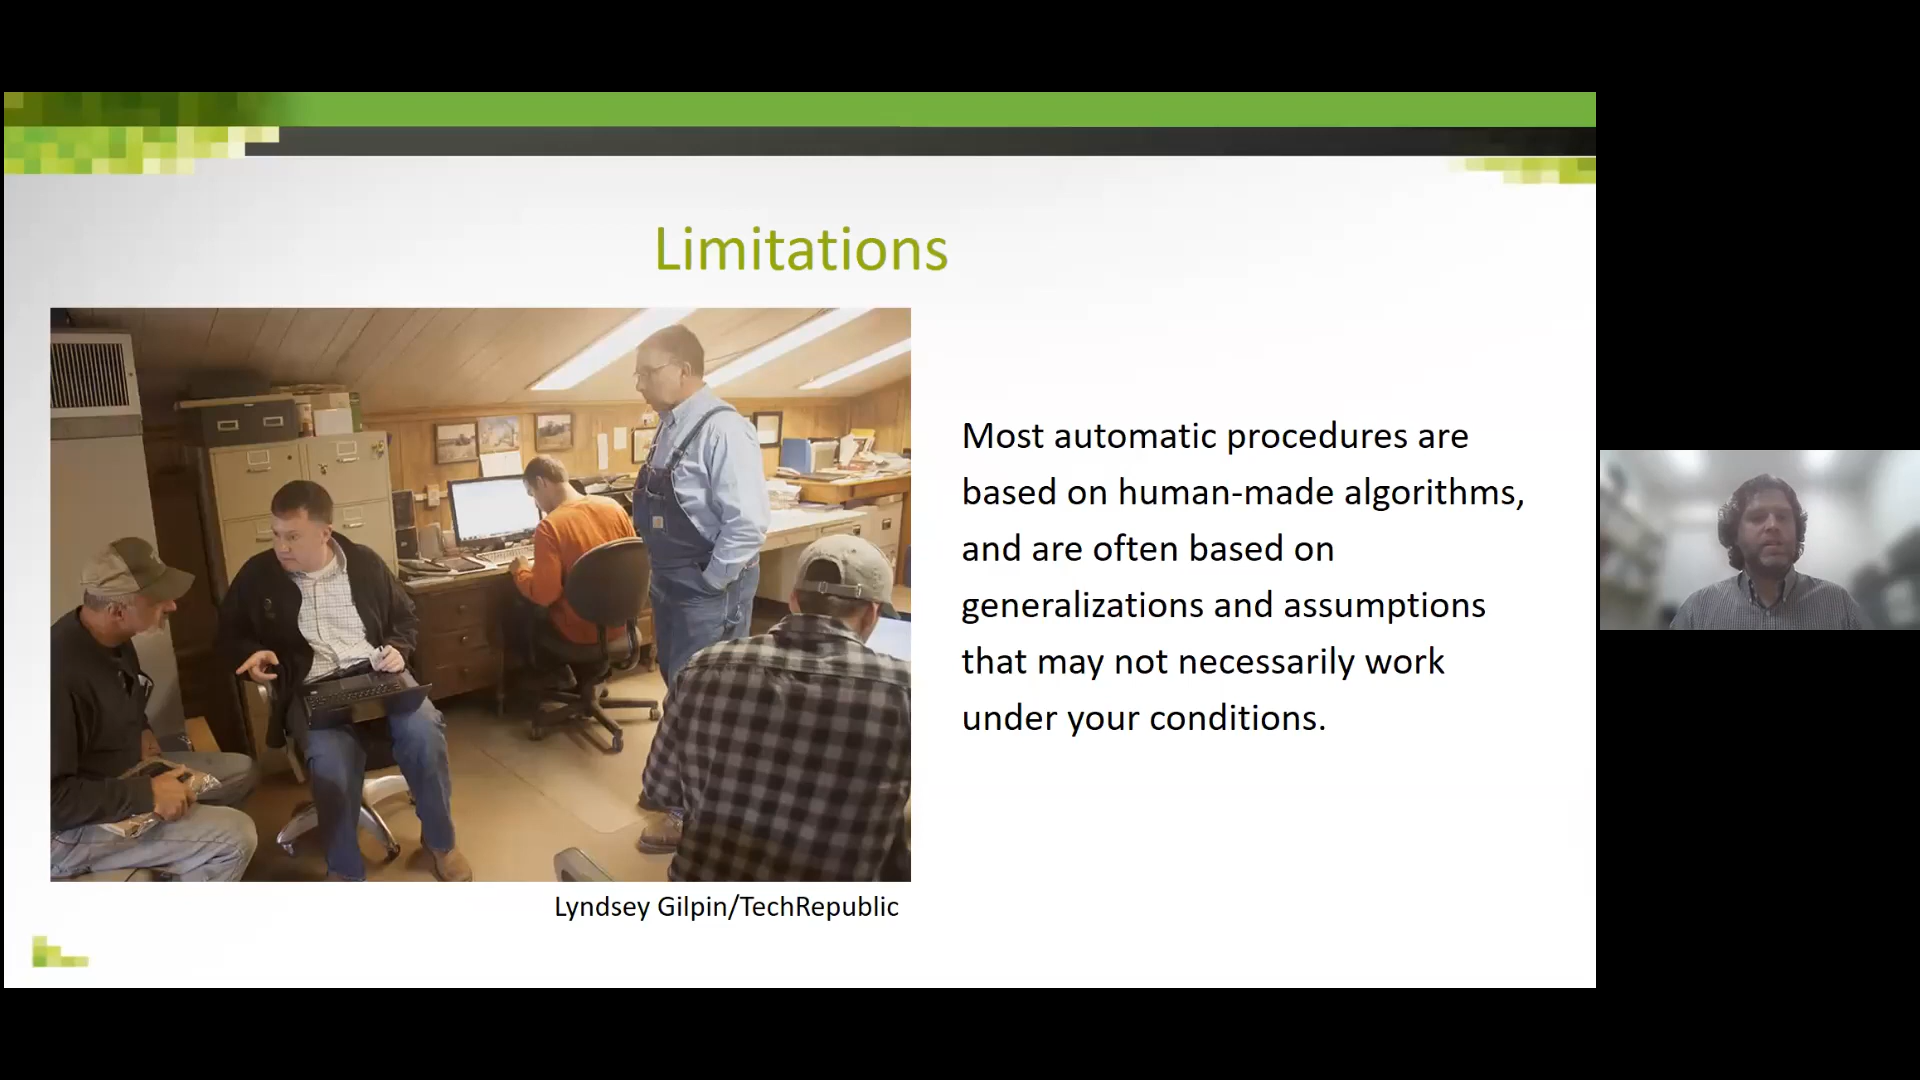 Limitations
Most automatic procedures are
based on human-made algorithms,
and are often based on
generalizations and assumptions
that may not necessarily work
under your conditions.
Lyndsey Gilpin/TechRepublic